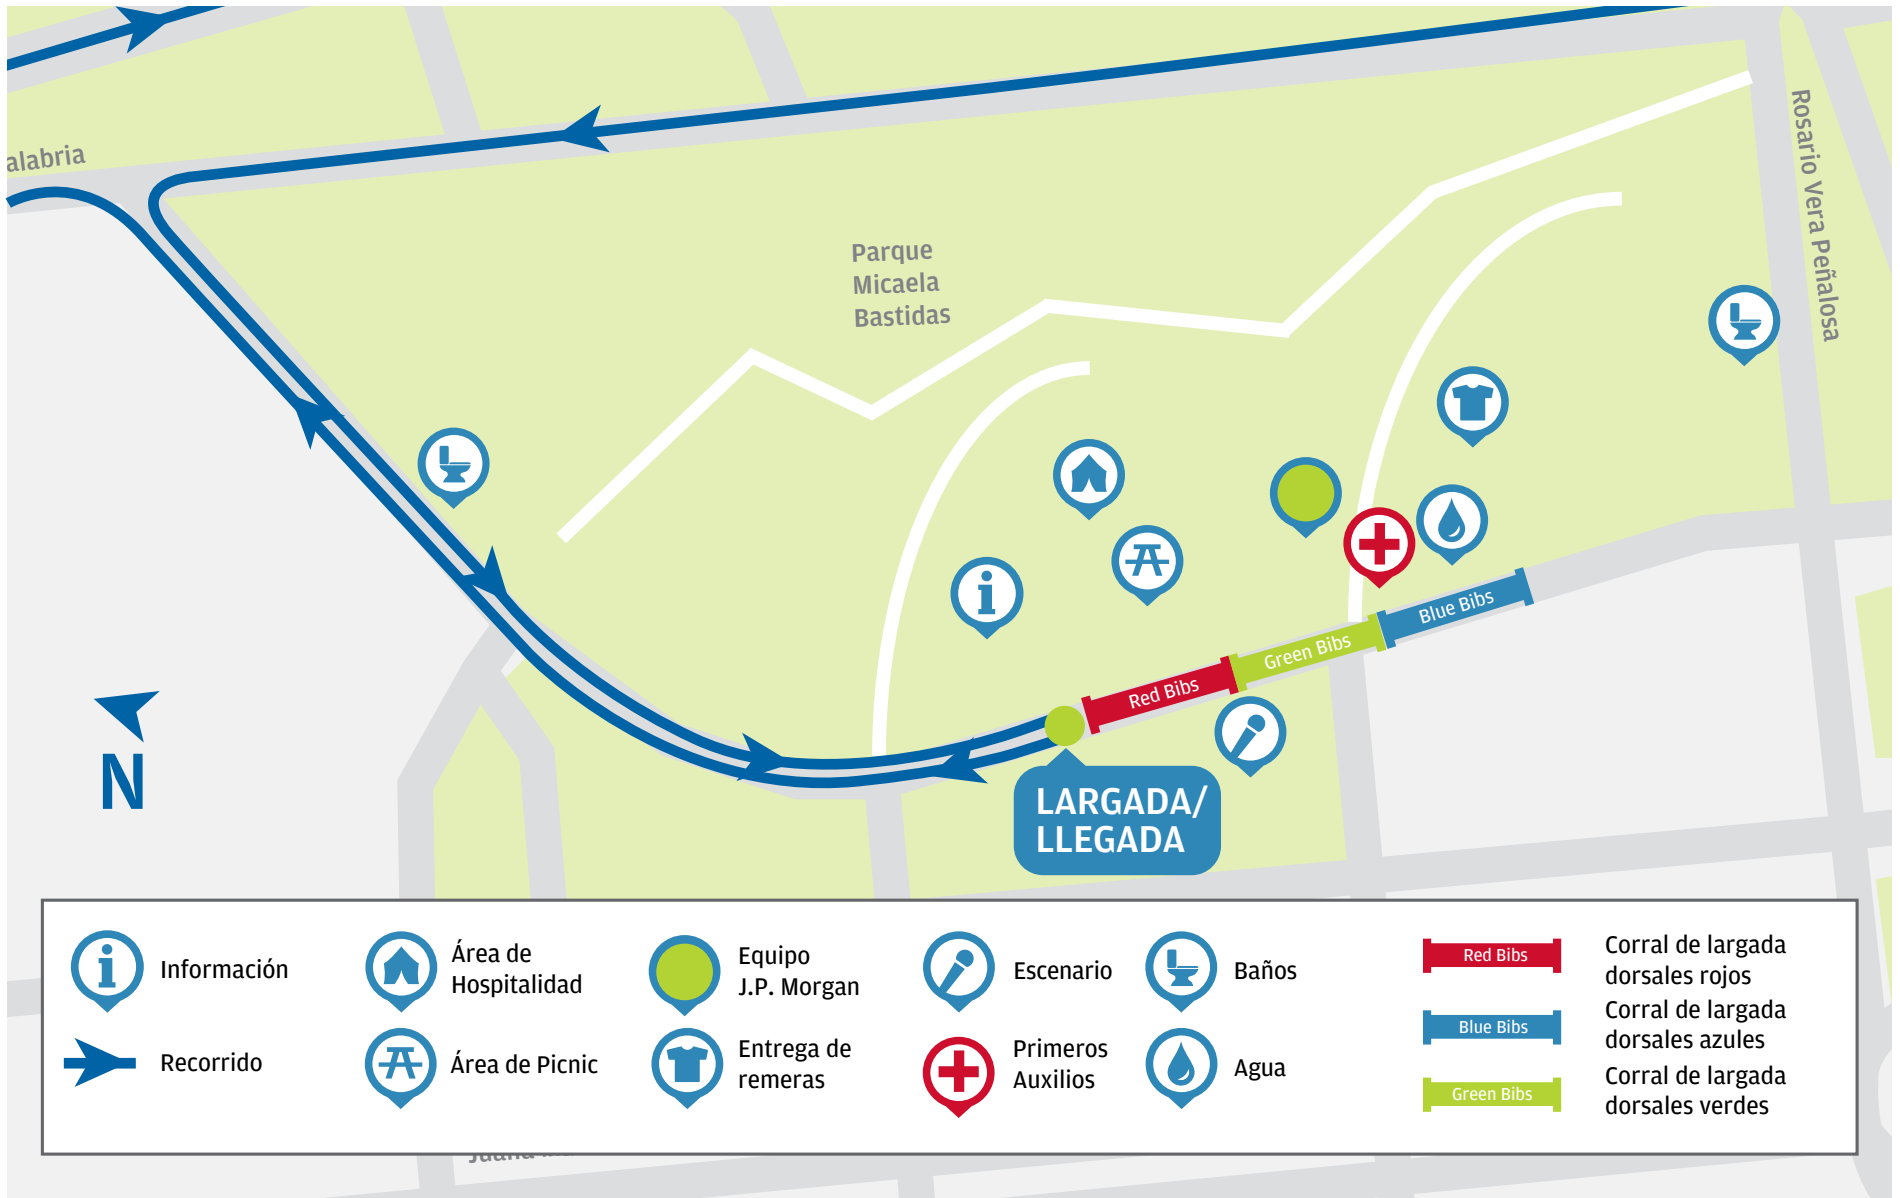 alabria
Rosario Vera Peñalosa
Parque
Micaela
Bastidas
Blue Bibs
Green Bibs
Red Bibs
N
LARGADA/
LLEGADA
Información
Área de
Hospitalidad
Equipo
J.P. Morgan
Escenario
Baños
Recorrido
Área de Picnic
Entrega de
remeras
Primeros
Auxilios
Agua
Red Bibs
Corral de largada
dorsales rojos
Blue Bibs
Corral de largada
dorsales azules
Green Bibs
Corral de largada
dorsales verdes